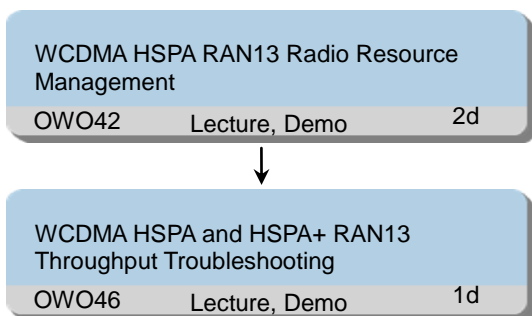 WCDMA HSPA RAN13 Radio Resource
Management
OWO42 Lecture, Demo 2d
WCDMA HSPA and HSPA+ RAN13
Throughput Troubleshooting
OWO46 Lecture, Demo 1d